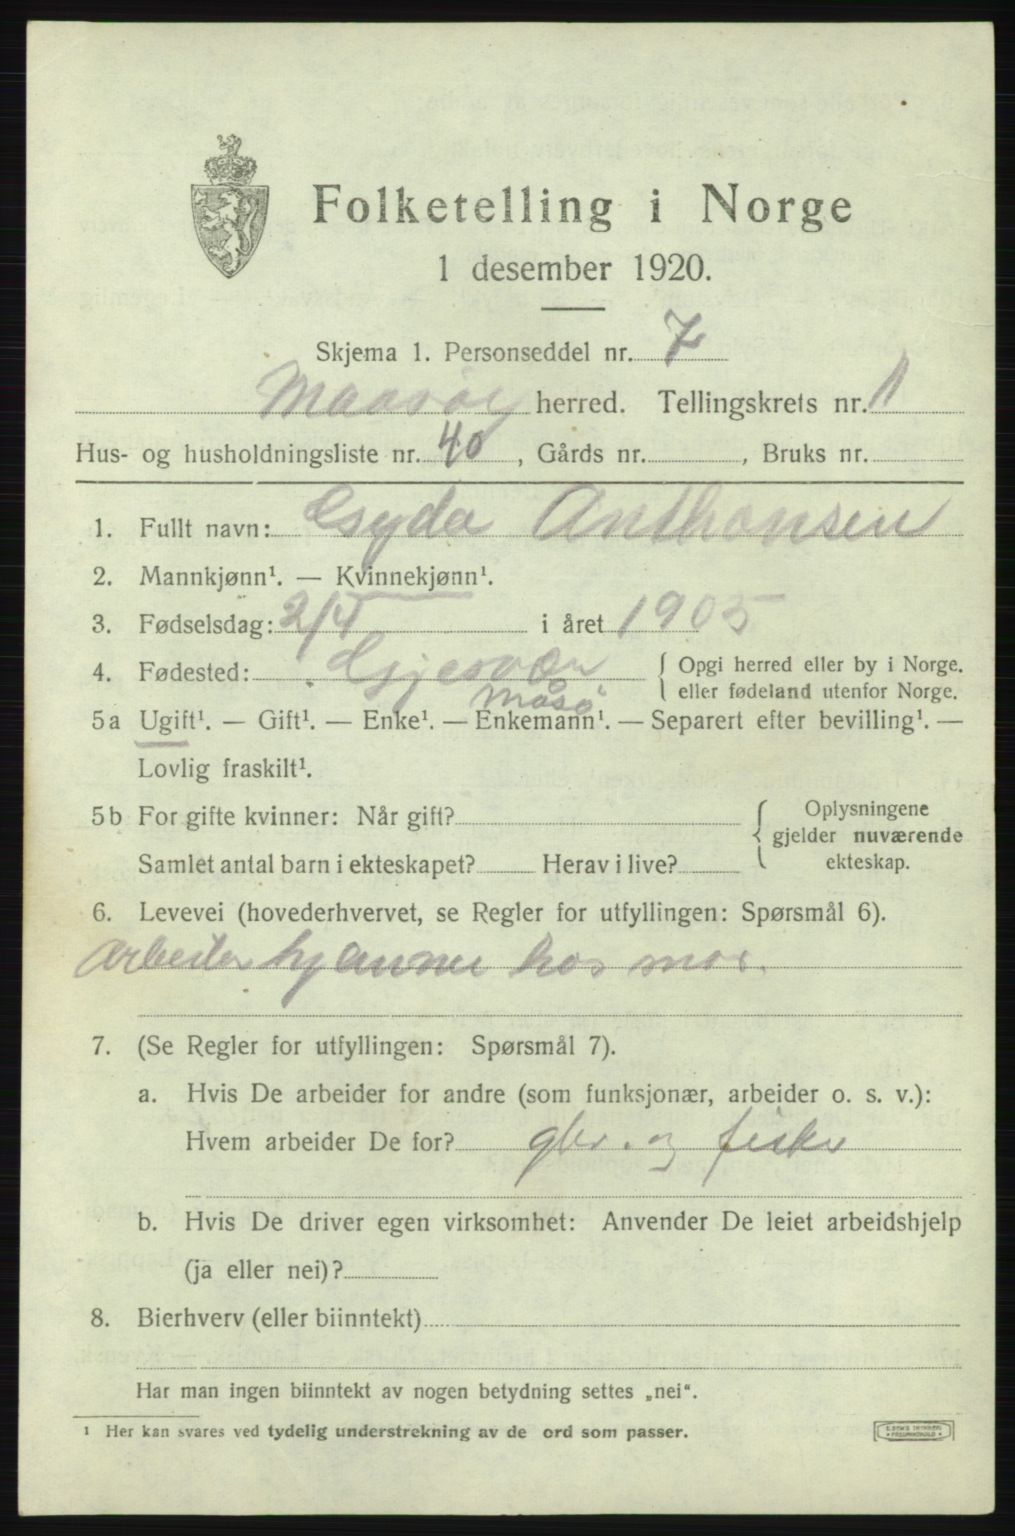 Folketelling i Norge
1 desember 1920.
Skjema 1. Personseddel nr. 7
Maasøy herred. Tellingskrets nr. 1
Hus- og husholdningsliste nr. 40, Gårds nr. , Bruks nr.
1. Fullt navn: Gyda Anthonsen
2. Mannkjønn¹. — Kvinnekjønn¹.
3. Fødselsdag: 2/4 i året 1905
4. Fødested: Gjesvær { Opgi herred eller by i Norge.
Måsø { eller fødeland utenfor Norge.
5a Ugift¹. — Gift¹. — Enke¹. — Enkemann¹. — Separert efter bevilling¹. —
Lovlig fraskilt¹.
5b For gifte kvinner: Når gift? { Oplysningene
gjelder nuværende
Samlet antal barn i ekteskapet? Herav i live? ekteskap.
6. Levevei (hovederhvervet, se Regler for utfyllingen: Spørsmål 6).
Arbeider hjemme hos mor.
7. (Se Regler for utfyllingen: Spørsmål 7).
a. Hvis De arbeider for andre (som funksjonær, arbeider o. s. v.):
Hvem arbeider De for? gbr. og fisker
b. Hvis De driver egen virksomhet: Anvender De leiet arbeidshjelp
(ja eller nei)?
8. Bierhverv (eller biinntekt)
Har man ingen biinntekt av nogen betydning settes „nei".
¹ Her kan svares ved tydelig understrekning av de ord som passer.